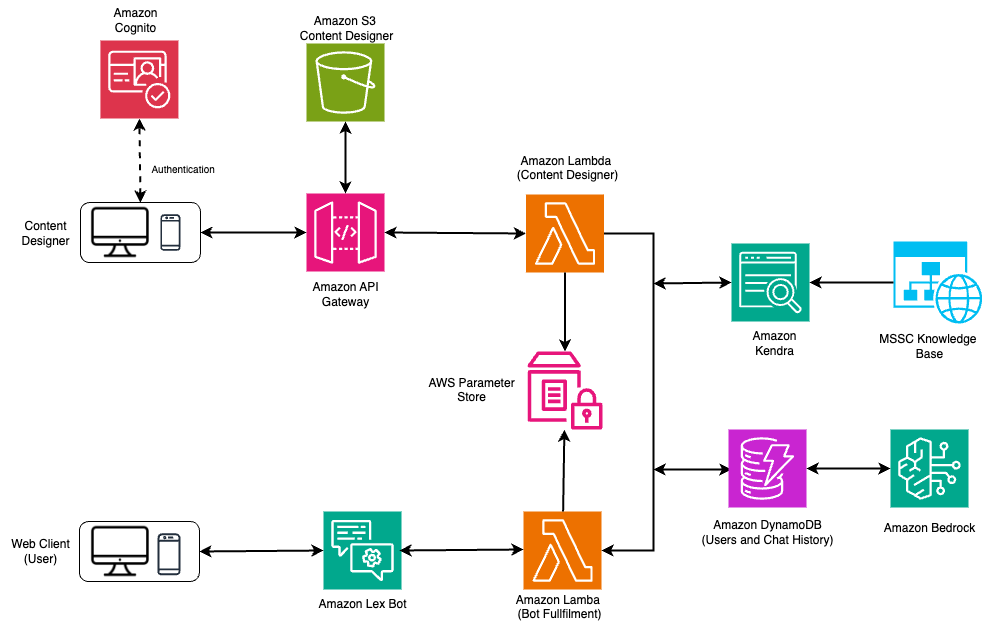 Amazon
Cognito
Amazon S3
Content Designer
Authentication
Amazon Lambda
(Content Designer)
Content
Designer
</>
Amazon API
Gateway
Amazon
Kendra
MSSC Knowledge
Base
AWS Parameter
Store
Amazon DynamoDB
(Users and Chat History)
Amazon Bedrock
Web Client
(User)
Amazon Lex Bot
Amazon Lamba
(Bot Fullfilment)